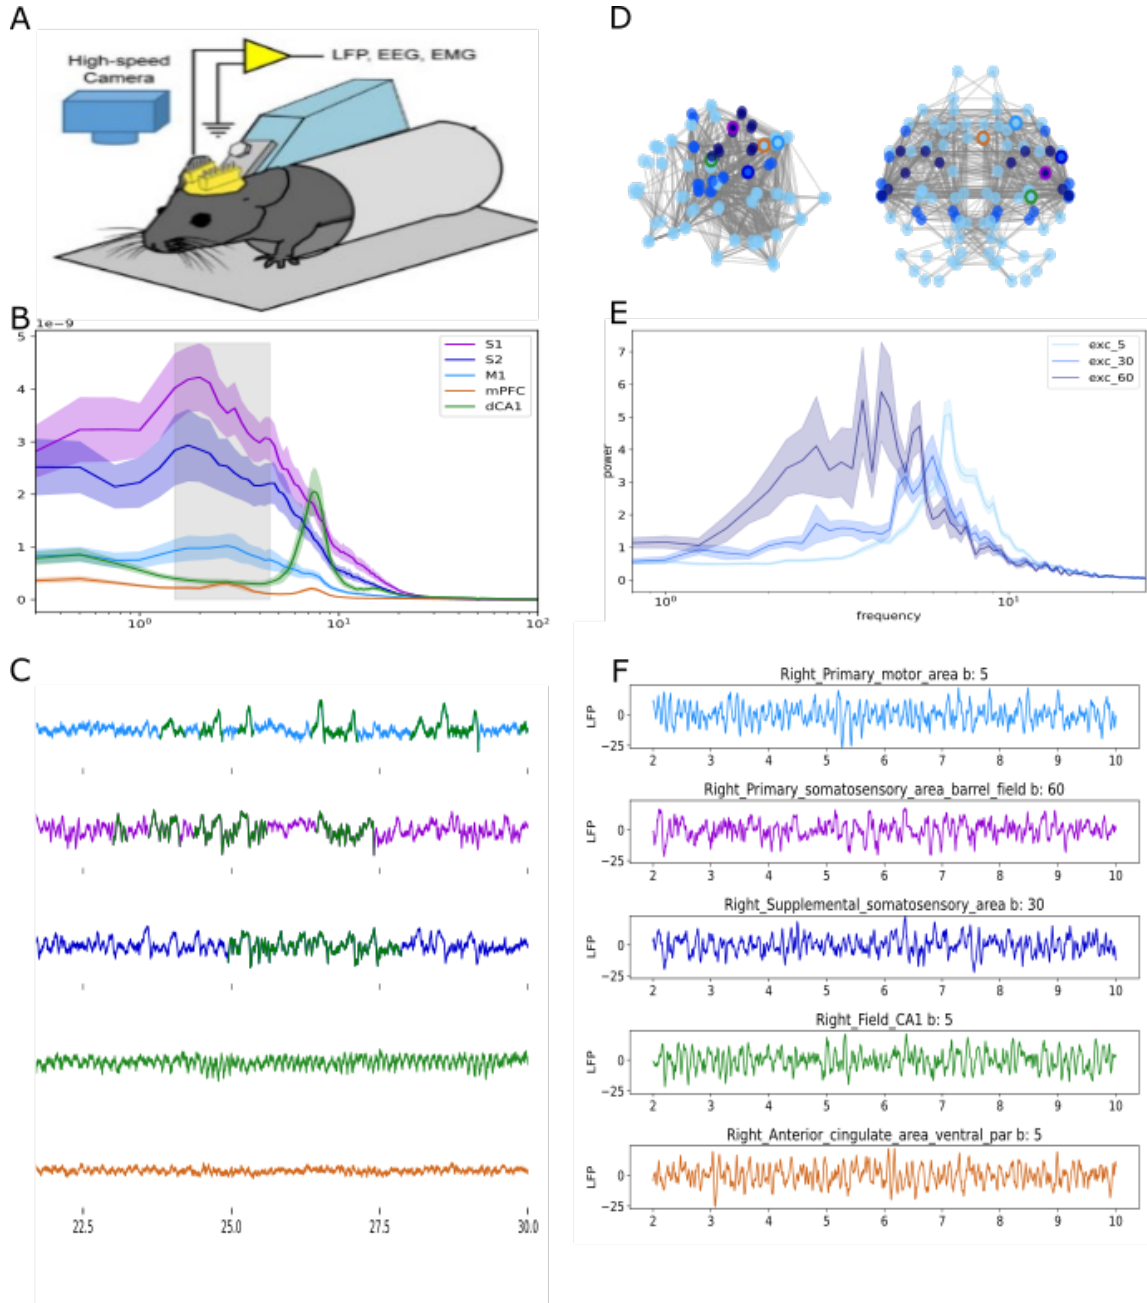 A
High-speed
Camera
LFP, EEG, EMG
B
1e−9
5
4
3
2
1
0
S1
S2
M1
mPFC
dCA1
10⁰
10¹
10²
C
22.5
25.0
27.5
30.0
D
E
7
6
5
4
3
2
1
0
power
exc_5
exc_30
exc_60
10⁰
10¹
frequency
F
Right_Primary_motor_area b: 5
LFP
0
−25
2 3 4 5 6 7 8 9 10
Right_Primary_somatosensory_area_barrel_field b: 60
LFP
0
−25
2 3 4 5 6 7 8 9 10
Right_Supplemental_somatosensory_area b: 30
LFP
0
−25
2 3 4 5 6 7 8 9 10
Right_Field_CA1 b: 5
LFP
0
−25
2 3 4 5 6 7 8 9 10
Right_Anterior_cingulate_area_ventral_par b: 5
LFP
0
−25
2 3 4 5 6 7 8 9 10